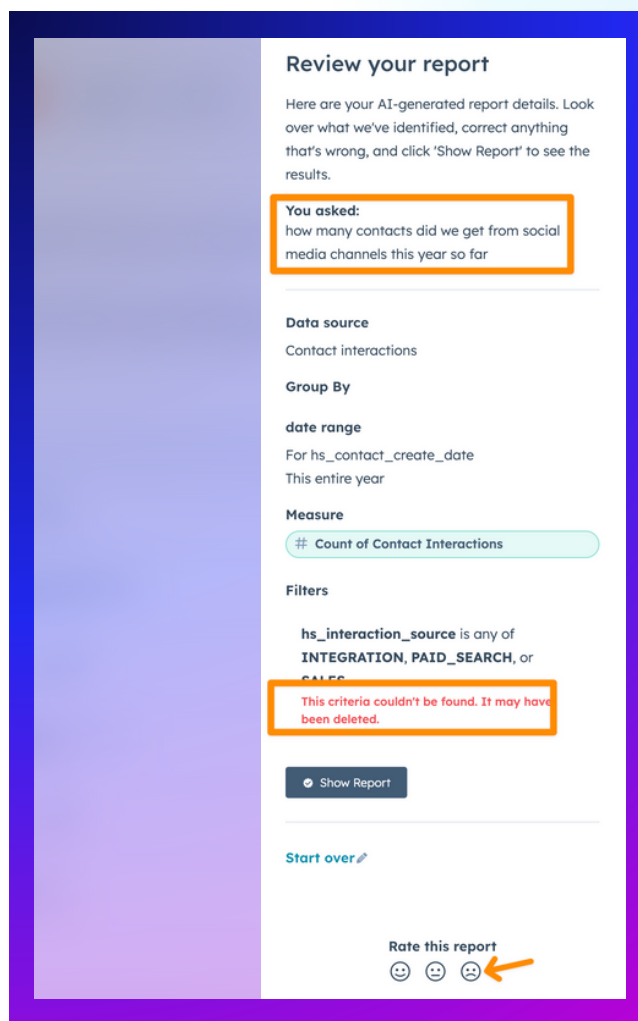 Review your report
Here are your AI-generated report details. Look
over what we've identified, correct anything
that's wrong, and click 'Show Report' to see the
results.
You asked:
how many contacts did we get from social
media channels this year so far
Data source
Contact interactions
Group By
date range
For hs_contact_create_date
This entire year
Measure
# Count of Contact Interactions
Filters
hs_interaction_source is any of
INTEGRATION, PAID_SEARCH, or
SALES
This criteria couldn't be found. It may have
been deleted.
Show Report
Start over
Rate this report